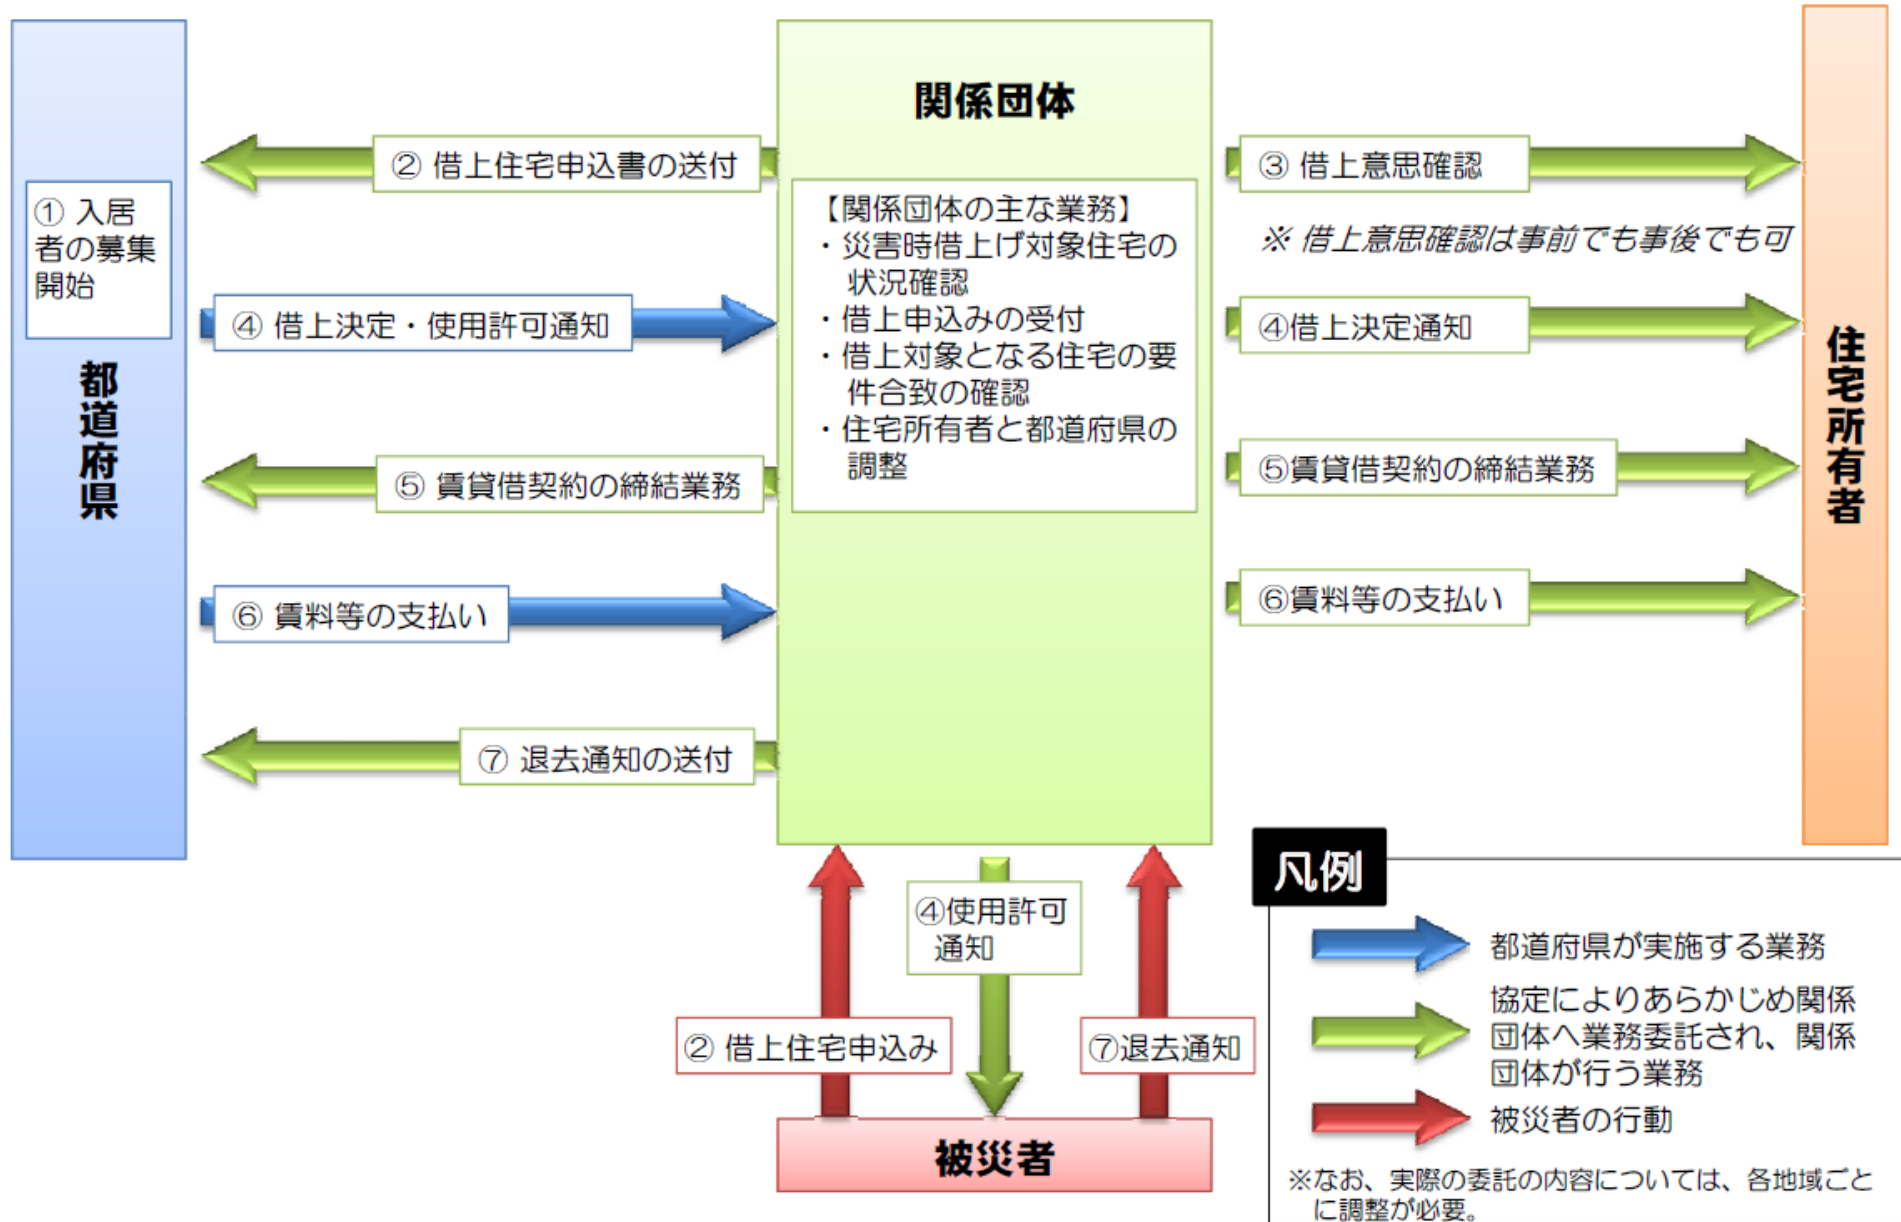 関係団体
② 借上住宅申込書の送付
③ 借上意思確認
① 入居
者の募集
開始
【関係団体の主な業務】
・災害時借上げ対象住宅の
状況確認
・借上申込みの受付
・借上対象となる住宅の要
件合致の確認
・住宅所有者と都道府県の
調整
※ 借上意思確認は事前でも事後でも可
④ 借上決定・使用許可通知
④借上決定通知
都道府県
住宅所有者
⑤ 賃貸借契約の締結業務
⑤賃貸借契約の締結業務
⑥ 賃料等の支払い
⑥賃料等の支払い
⑦ 退去通知の送付
④使用許可
通知
② 借上住宅申込み
⑦退去通知
被災者
凡例
都道府県が実施する業務
協定によりあらかじめ関係
団体へ業務委託され、関係
団体が行う業務
被災者の行動
※なお、実際の委託の内容については、各地域ごと
に調整が必要。